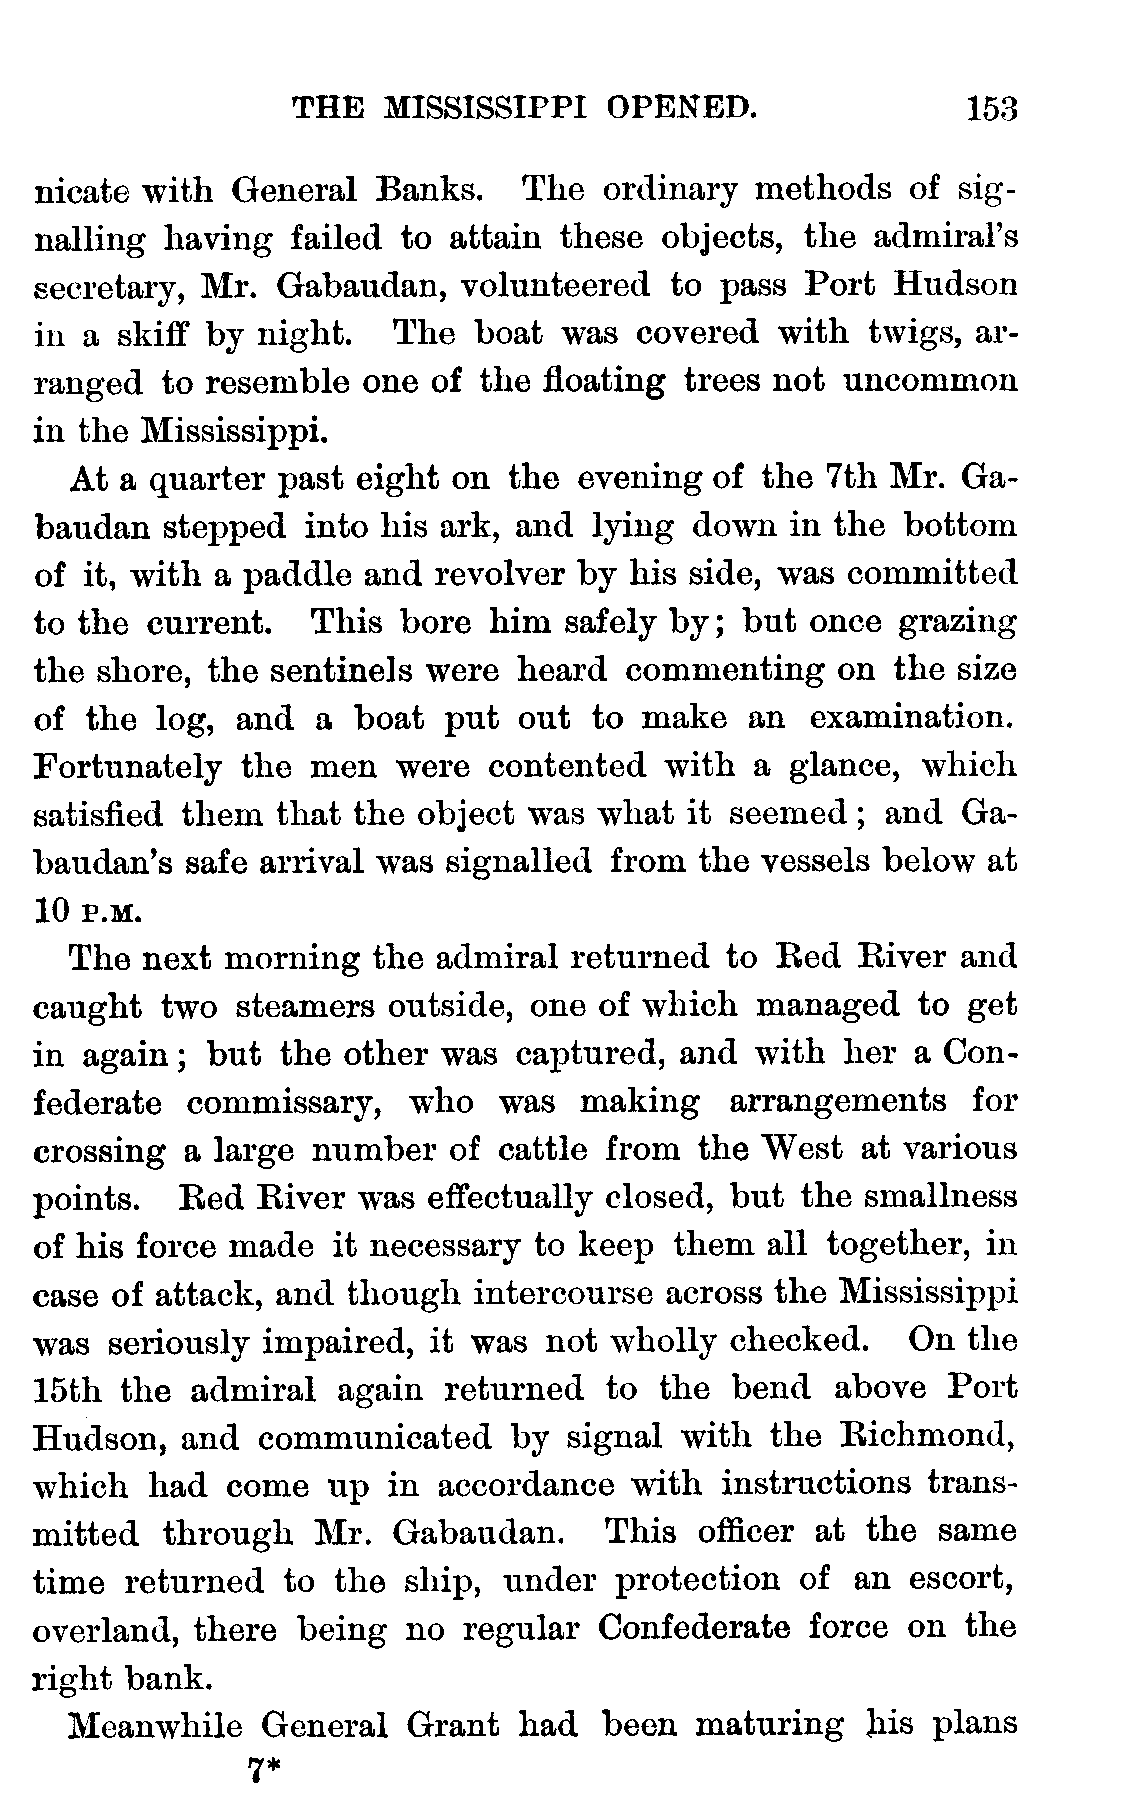 THE MISSISSIPPI OPENED. 153
nicate with General Banks. The ordinary methods of sig-
nalling having failed to attain these objects, the admiral's
secretary, Mr. Gabaudan, volunteered to pass Port Hudson
in a skiff by night. The boat was covered with twigs, ar-
ranged to resemble one of the floating trees not uncommon
in the Mississippi.
At a quarter past eight on the evening of the 7th Mr. Ga-
baudan stepped into his ark, and lying down in the bottom
of it, with a paddle and revolver by his side, was committed
to the current. This bore him safely by; but once grazing
the shore, the sentinels were heard commenting on the size
of the log, and a boat put out to make an examination.
Fortunately the men were contented with a glance, which
satisfied them that the object was what it seemed; and Ga-
baudan's safe arrival was signalled from the vessels below at
10 P.M.
The next morning the admiral returned to Red River and
caught two steamers outside, one of which managed to get
in again; but the other was captured, and with her a Con-
federate commissary, who was making arrangements for
crossing a large number of cattle from the West at various
points. Red River was effectually closed, but the smallness
of his force made it necessary to keep them all together, in
case of attack, and though intercourse across the Mississippi
was seriously impaired, it was not wholly checked. On the
15th the admiral again returned to the bend above Port
Hudson, and communicated by signal with the Richmond,
which had come up in accordance with instructions trans-
mitted through Mr. Gabaudan. This officer at the same
time returned to the ship, under protection of an escort,
overland, there being no regular Confederate force on the
right bank.
Meanwhile General Grant had been maturing his plans
7*